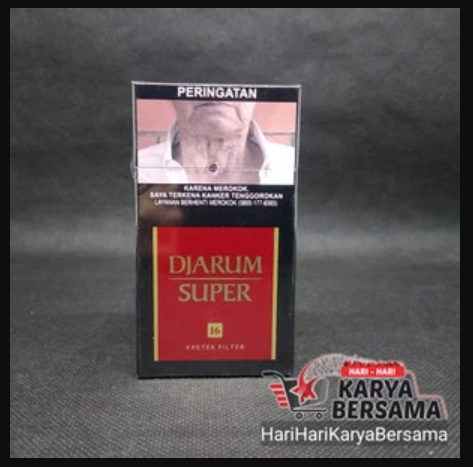 PERINGATAN
KARENA MEROKOK,
SAYA TERKENA KANKER TENGGOROKAN
LAYANAN BERHENTI MEROKOK (0800-177-6565)
DJARUM
SUPER
16
KRETEK FILTER
HARI - HARI
KARYA
BERSAMA
HariHariKaryaBersama